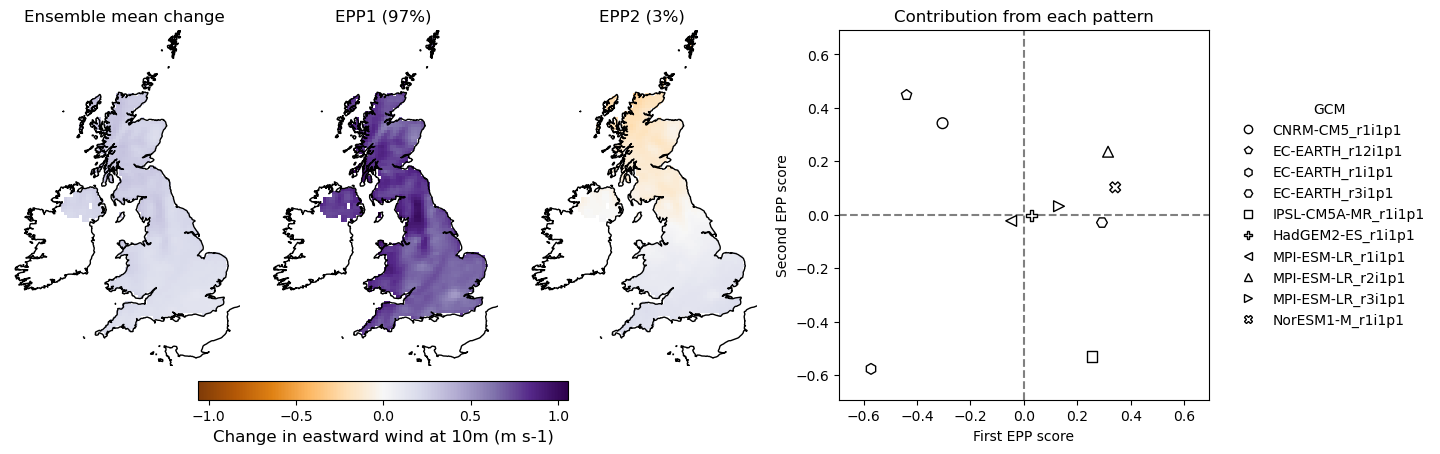 Ensemble mean change
EPP1 (97%)
EPP2 (3%)
−1.0
−0.5
0.0
0.5
1.0
Change in eastward wind at 10m (m s-1)
Contribution from each pattern
Second EPP score
0.6
0.4
0.2
0.0
−0.2
−0.4
−0.6
−0.6
−0.4
−0.2
0.0
0.2
0.4
0.6
First EPP score
GCM
CNRM-CM5_r1i1p1
EC-EARTH_r12i1p1
EC-EARTH_r1i1p1
EC-EARTH_r3i1p1
IPSL-CM5A-MR_r1i1p1
HadGEM2-ES_r1i1p1
MPI-ESM-LR_r1i1p1
MPI-ESM-LR_r2i1p1
MPI-ESM-LR_r3i1p1
NorESM1-M_r1i1p1